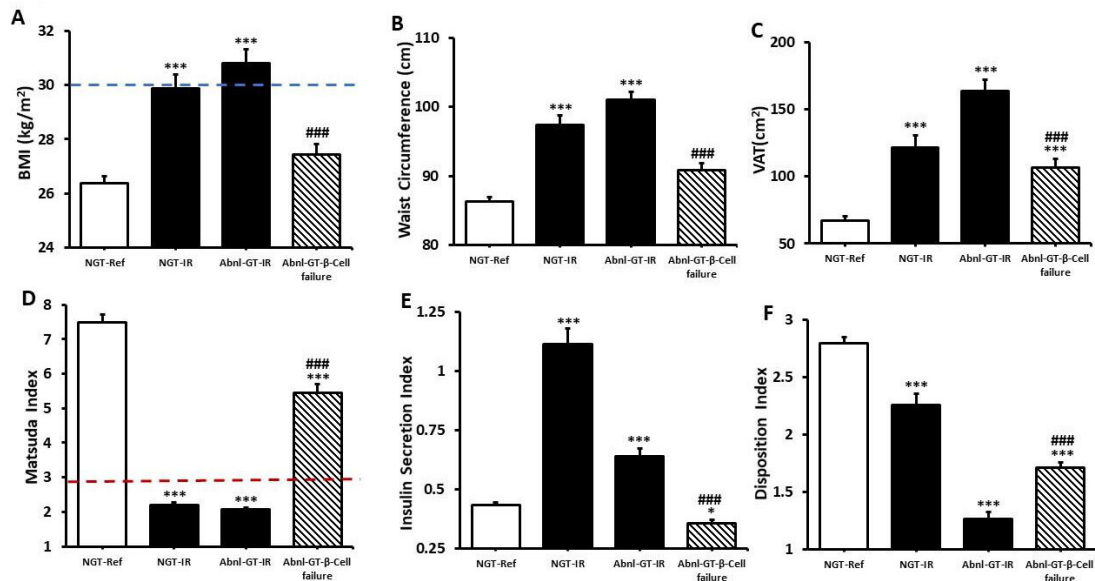 A
BMI (kg/m²)
32
30
28
26
24
***
***
###
NGT-Ref
NGT-IR
Abnl-GT-IR
Abnl-GT-β-Cell
failure
B
Waist Circumference (cm)
110
100
90
80
***
***
###
NGT-Ref
NGT-IR
Abnl-GT-IR
Abnl-GT-β-Cell
failure
C
VAT(cm²)
200
150
100
50
***
***
###
***
NGT-Ref
NGT-IR
Abnl-GT-IR
Abnl-GT-β-Cell
failure
D
Matsuda Index
8
7
6
5
4
3
2
1
***
***
###
***
NGT-Ref
NGT-IR
Abnl-GT-IR
Abnl-GT-β-Cell
failure
E
Insulin Secretion Index
1.25
1
0.75
0.5
0.25
***
***
###
*
NGT-Ref
NGT-IR
Abnl-GT-IR
Abnl-GT-β-Cell
failure
F
Disposition Index
3
2.5
2
1.5
1
***
***
###
***
NGT-Ref
NGT-IR
Abnl-GT-IR
Abnl-GT-β-Cell
failure